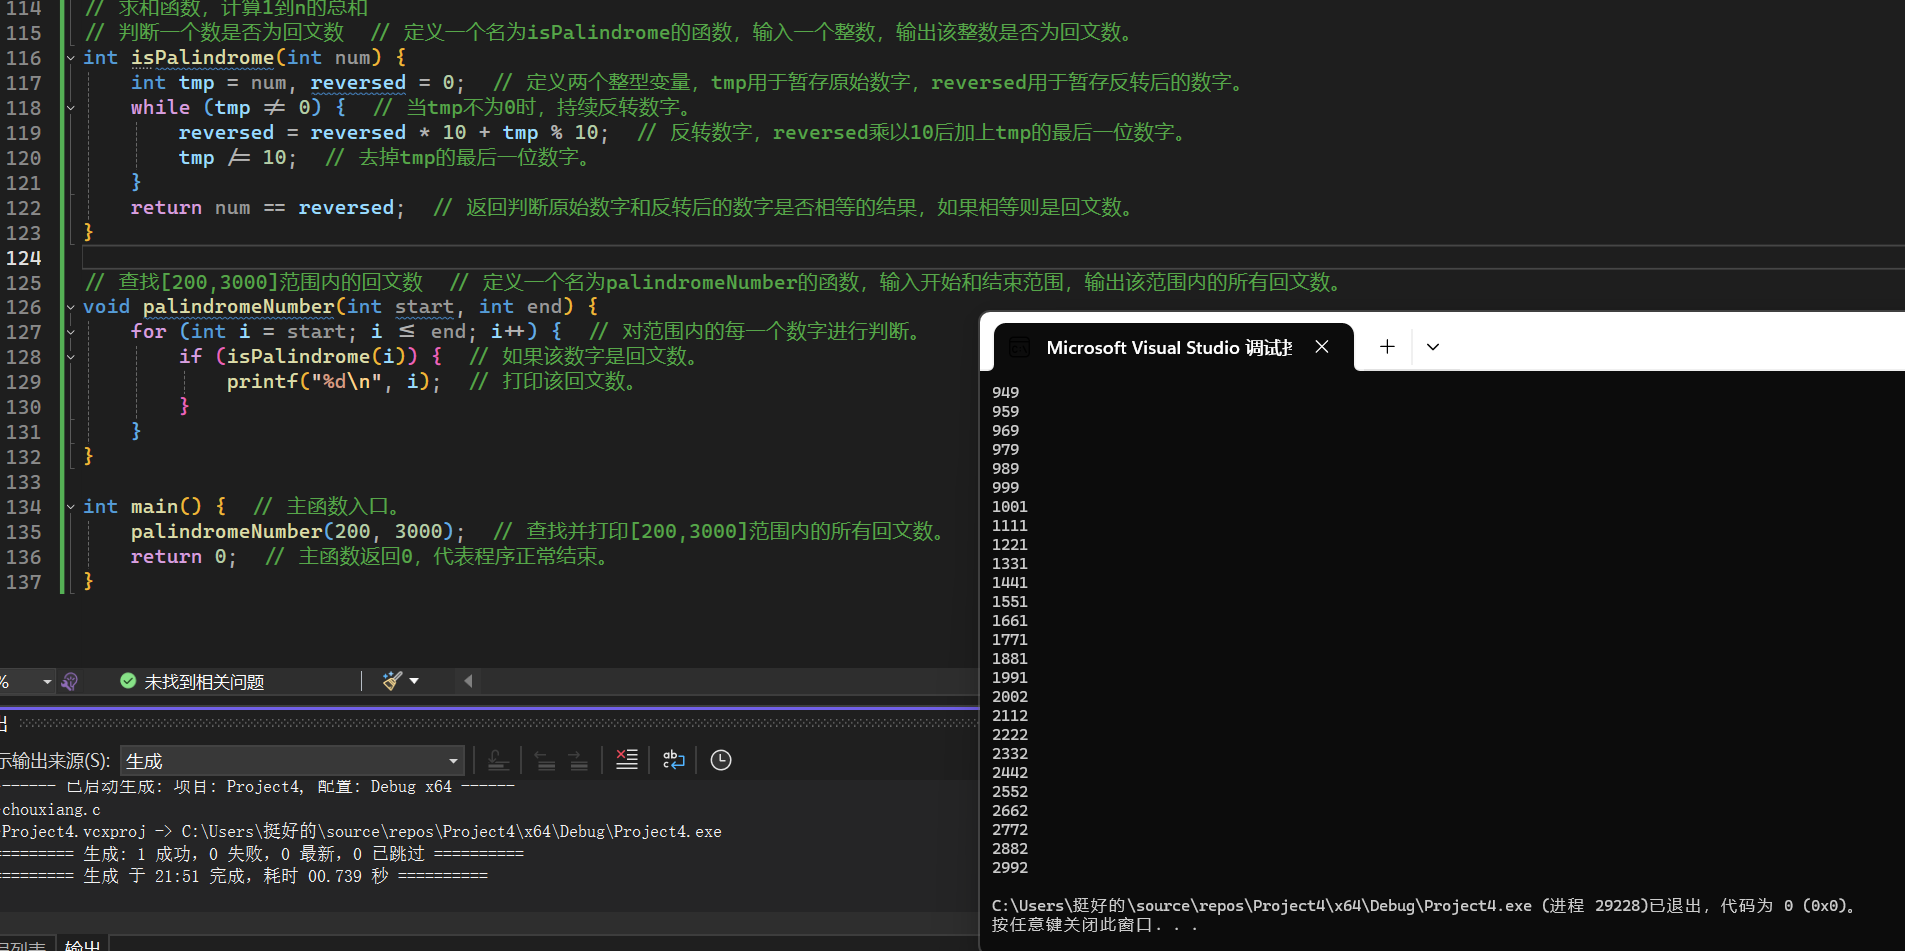 114 // 求和函数，计算1到n的总和
115 // 判断一个数是否为回文数  // 定义一个名为isPalindrome的函数，输入一个整数，输出该整数是否为回文数。
116 int isPalindrome(int num) {
117     int tmp = num, reversed = 0;  // 定义两个整型变量，tmp用于暂存原始数字，reversed用于暂存反转后的数字。
118     while (tmp != 0) {  // 当tmp不为0时，持续反转数字。
119         reversed = reversed * 10 + tmp % 10;  // 反转数字，reversed乘以10后加上tmp的最后一位数字。
120         tmp /= 10;  // 去掉tmp的最后一位数字。
121     }
122     return num == reversed;  // 返回判断原始数字和反转后的数字是否相等的结果，如果相等则是回文数。
123 }
124
125 // 查找[200,3000]范围内的回文数  // 定义一个名为palindromeNumber的函数，输入开始和结束范围，输出该范围内的所有回文数。
126 void palindromeNumber(int start, int end) {
127     for (int i = start; i <= end; i++) {  // 对范围内的每一个数字进行判断。
128         if (isPalindrome(i)) {  // 如果该数字是回文数。
129             printf("%d\n", i);  // 打印该回文数。
130         }
131     }
132 }
133
134 int main() {  // 主函数入口。
135     palindromeNumber(200, 3000);  // 查找并打印[200,3000]范围内的所有回文数。
136     return 0;  // 主函数返回0，代表程序正常结束。
137 }
%
未找到相关问题
示输出来源(S): 生成
------ 已启动生成: 项目: Project4, 配置: Debug x64 ------
chouxiang.c
Project4.vcxproj -> C:\Users\挺好的\source\repos\Project4\x64\Debug\Project4.exe
========= 生成: 1 成功，0 失败，0 最新，0 已跳过 ==========
========= 生成 于 21:51 完成，耗时 00.739 秒 ==========
输出
Microsoft Visual Studio 调试
949
959
969
979
989
999
1001
1111
1221
1331
1441
1551
1661
1771
1881
1991
2002
2112
2222
2332
2442
2552
2662
2772
2882
2992
C:\Users\挺好的\source\repos\Project4\x64\Debug\Project4.exe (进程 29228)已退出，代码为 0 (0x0)。
按任意键关闭此窗口. . .